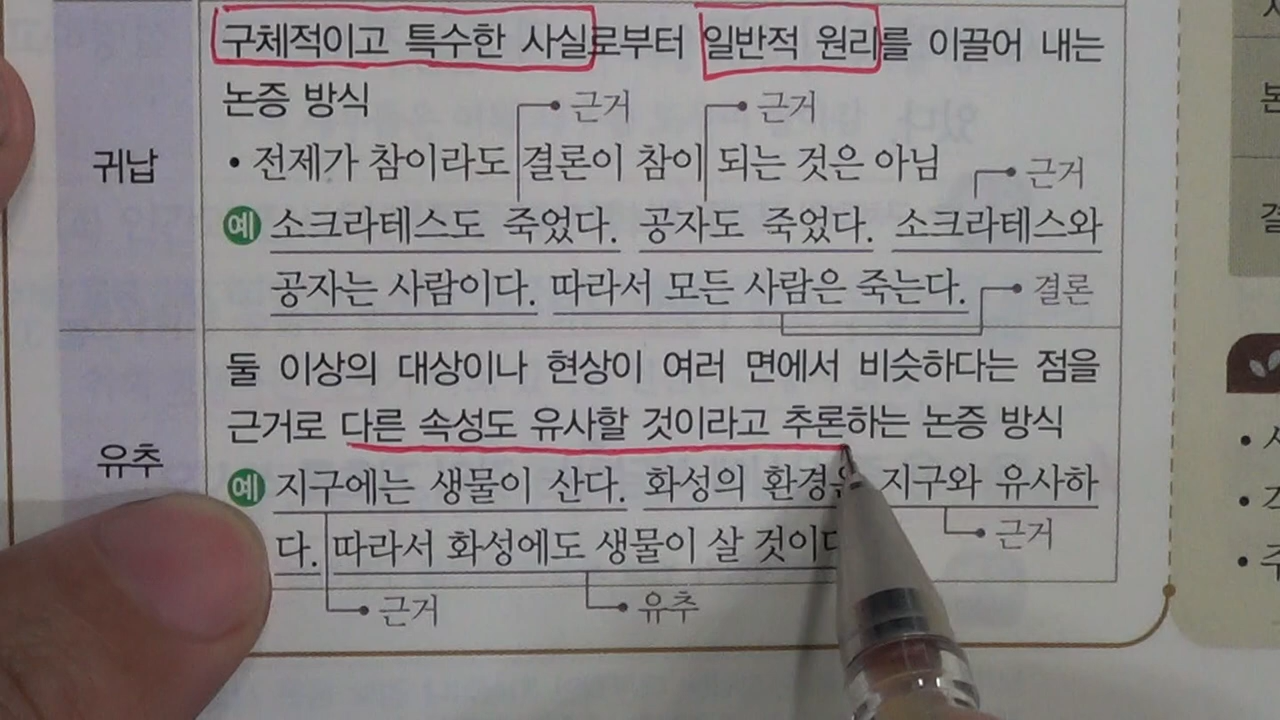 구체적이고 특수한 사실로부터 일반적 원리를 이끌어 내는
논증 방식
근거
근거
귀납
• 전제가 참이라도 결론이 참이 되는 것은 아님
근거
예 소크라테스도 죽었다. 공자도 죽었다. 소크라테스와
공자는 사람이다. 따라서 모든 사람은 죽는다.
결론
둘 이상의 대상이나 현상이 여러 면에서 비슷하다는 점을
근거로 다른 속성도 유사할 것이라고 추론하는 논증 방식
유추
예 지구에는 생물이 산다. 화성의 환경은 지구와 유사하
다. 따라서 화성에도 생물이 살 것이다
근거
근거
유추